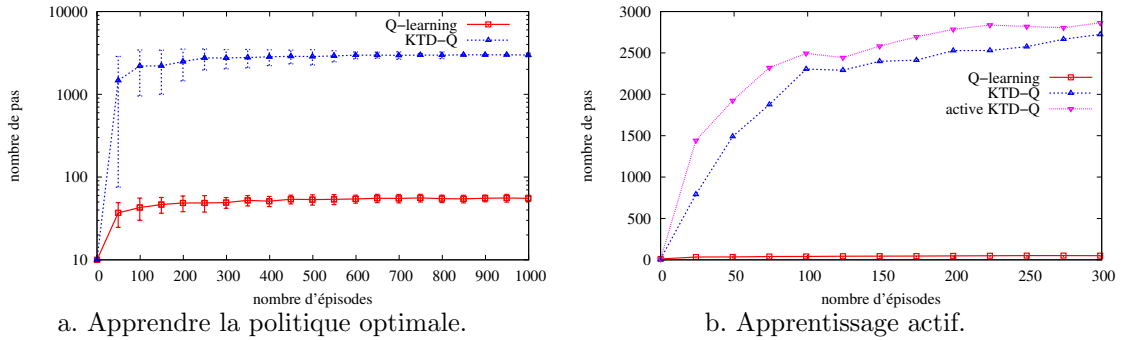 10000
1000
100
10
0
100
200
300
400
500
600
700
800
900
1000
nombre de pas
nombre d'épisodes
Q−learning
KTD−Q
a. Apprendre la politique optimale.
3000
2500
2000
1500
1000
500
0
0
50
100
150
200
250
300
nombre de pas
nombre d'épisodes
Q−learning
KTD−Q
active KTD−Q
b. Apprentissage actif.